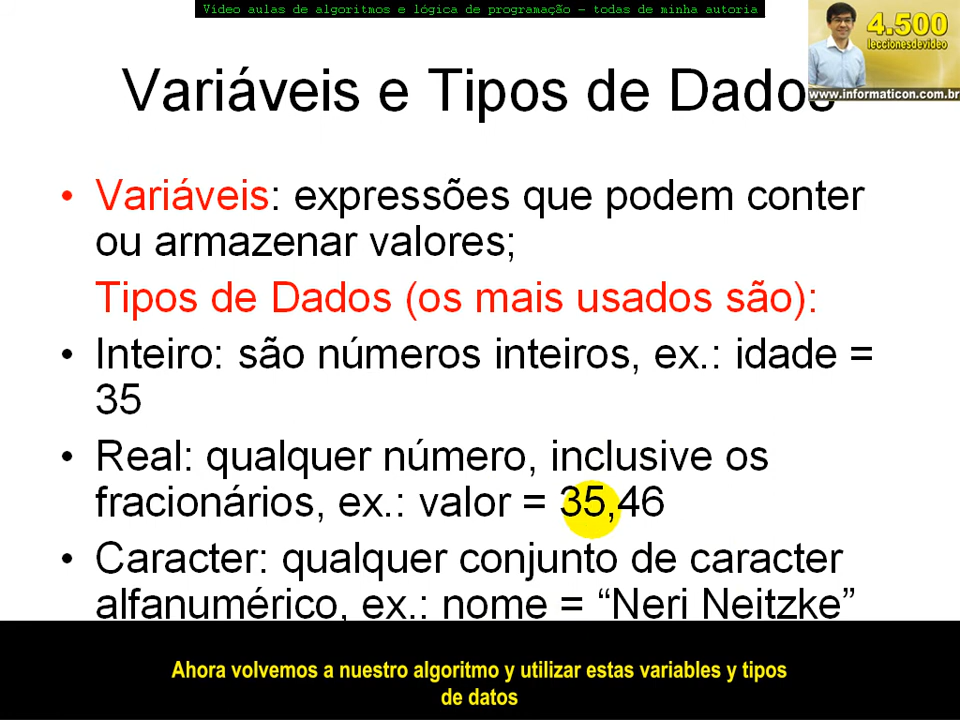 Vídeo aulas de algoritmos e lógica de programação - todas de minha autoria
4.500
leccionesdevideo
www.informaticon.com.br
Variáveis e Tipos de Dados
• Variáveis: expressões que podem conter
ou armazenar valores;
Tipos de Dados (os mais usados são):
• Inteiro: são números inteiros, ex.: idade =
35
• Real: qualquer número, inclusive os
fracionários, ex.: valor = 35,46
• Caracter: qualquer conjunto de caracter
alfanumérico, ex.: nome = “Neri Neitzke”
Ahora volvemos a nuestro algoritmo y utilizar estas variables y tipos
de datos